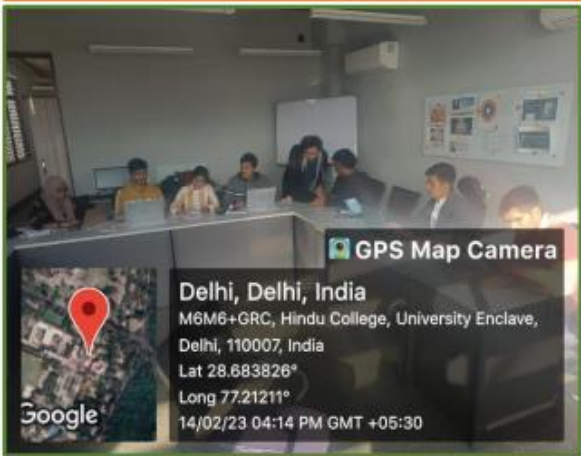 GPS Map Camera
Delhi, Delhi, India
M6M6+GRC, Hindu College, University Enclave,
Delhi, 110007, India
Lat 28.683826°
Long 77.21211°
14/02/23 04:14 PM GMT +05:30
Google